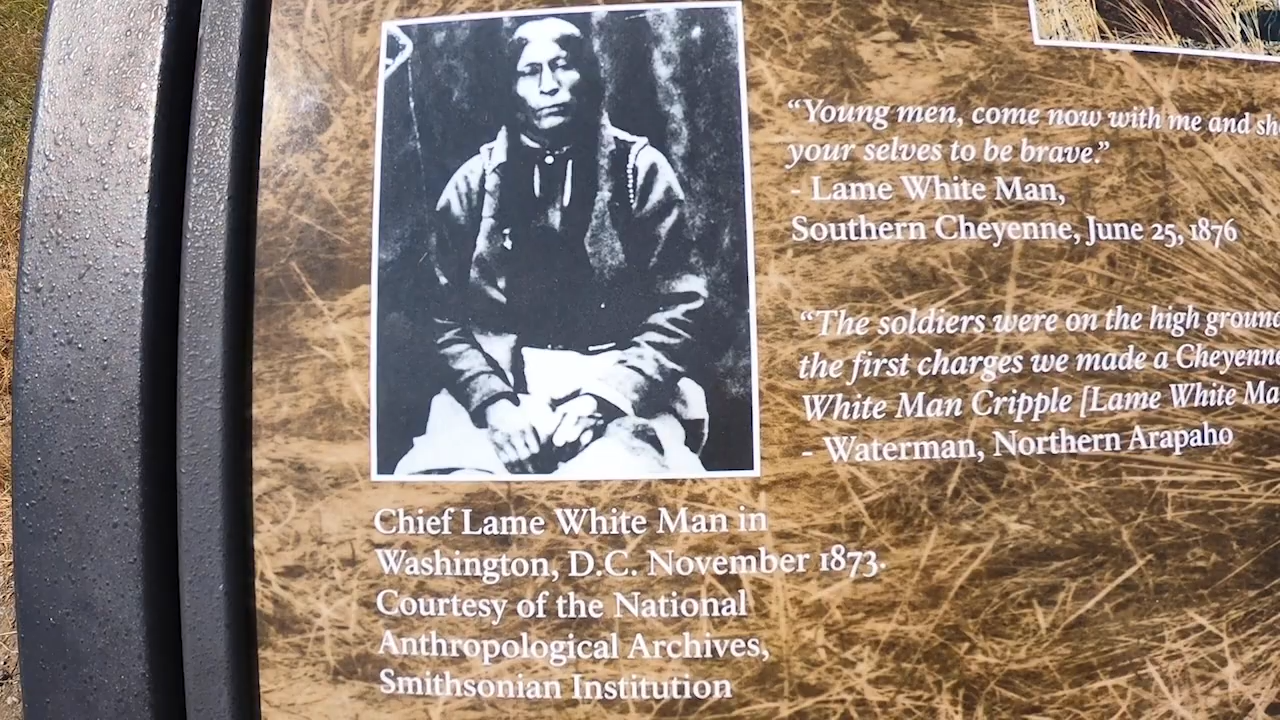 “Young men, come now with me and sh
your selves to be brave.”
- Lame White Man,
Southern Cheyenne, June 25, 1876
“The soldiers were on the high ground
the first charges we made a Cheyenne
White Man Cripple [Lame White Ma
- Waterman, Northern Arapaho
Chief Lame White Man in
Washington, D.C. November 1873.
Courtesy of the National
Anthropological Archives,
Smithsonian Institution